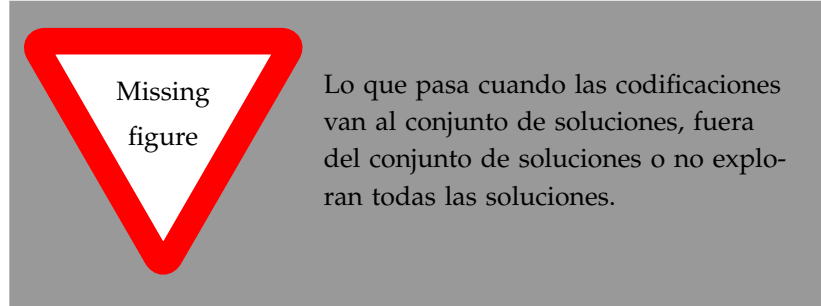 Missing
figure
Lo que pasa cuando las codificaciones
van al conjunto de soluciones, fuera
del conjunto de soluciones o no explo-
ran todas las soluciones.